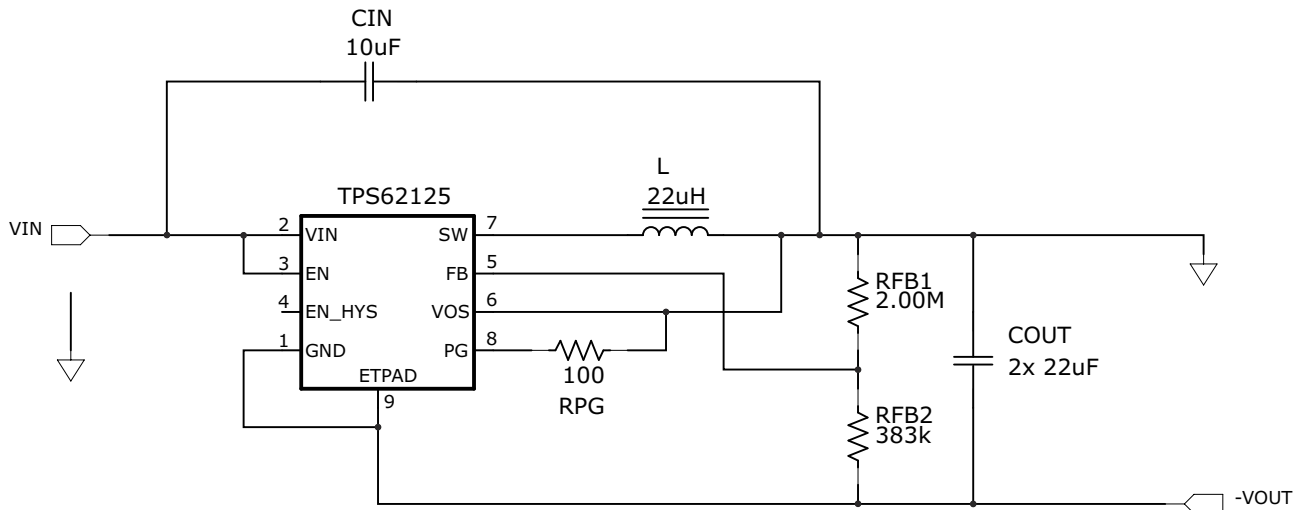 CIN
10uF
L
22uH
TPS62125
VIN
2
VIN
SW
7
3
EN
FB
5
4
EN_HYS
VOS
6
1
GND
PG
8
ETPAD
9
100
RPG
RFB1
2.00M
COUT
2x 22uF
RFB2
383k
-VOUT